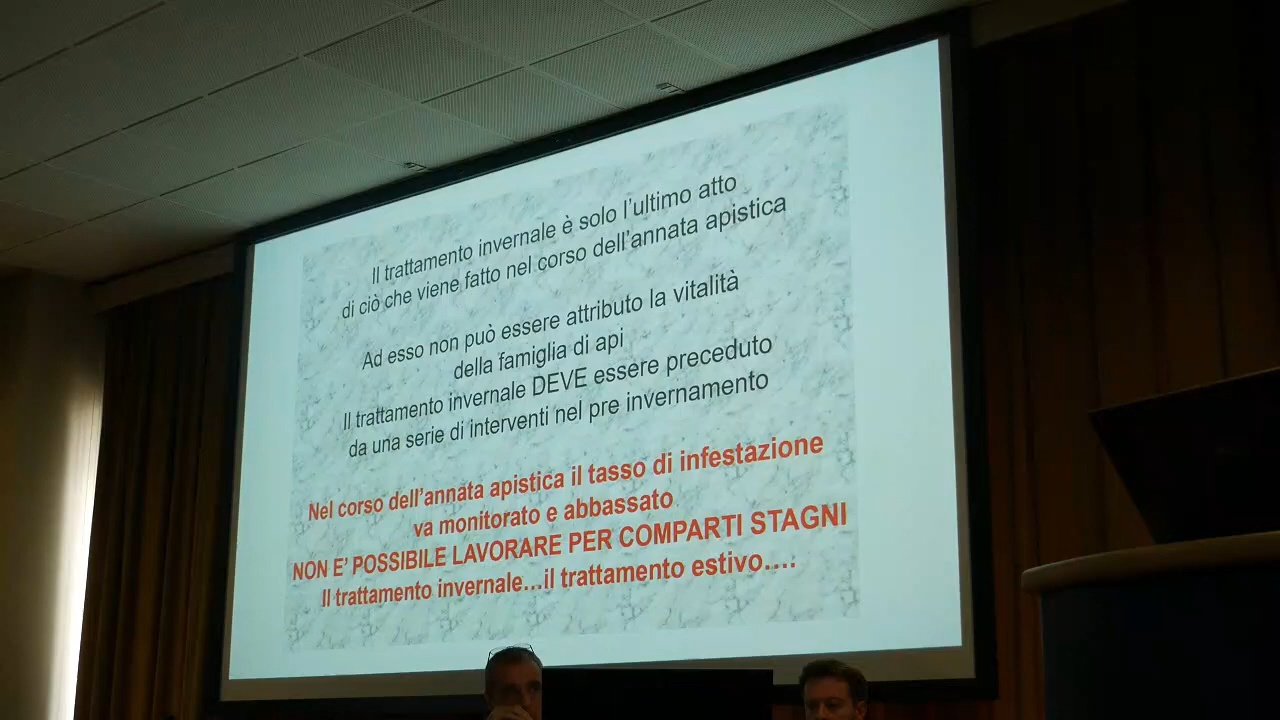 Il trattamento invernale è solo l'ultimo atto
di ciò che viene fatto nel corso dell'annata apistica
Ad esso non può essere attributo la vitalità
della famiglia di api
Il trattamento invernale DEVE essere preceduto
da una serie di interventi nel pre invernamento
Nel corso dell'annata apistica il tasso di infestazione
va monitorato e abbassato
NON E' POSSIBILE LAVORARE PER COMPARTI STAGNI
Il trattamento invernale...il trattamento estivo....